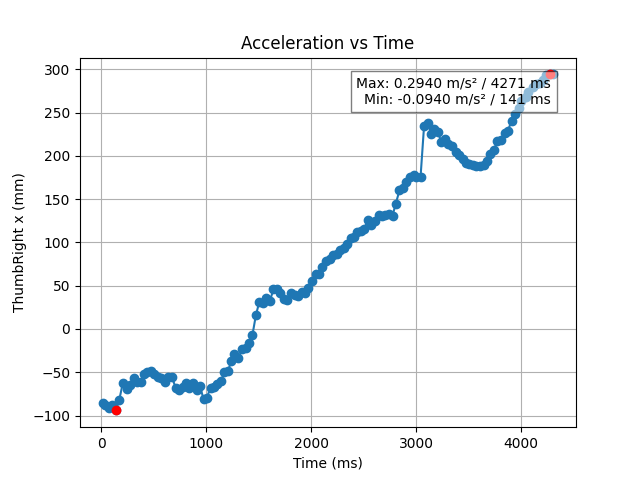 Acceleration vs Time
Max: 0.2940 m/s² / 4271 ms
Min: -0.0940 m/s² / 141 ms
300
250
200
150
100
50
0
−50
−100
ThumbRight x (mm)
0
1000
2000
3000
4000
Time (ms)